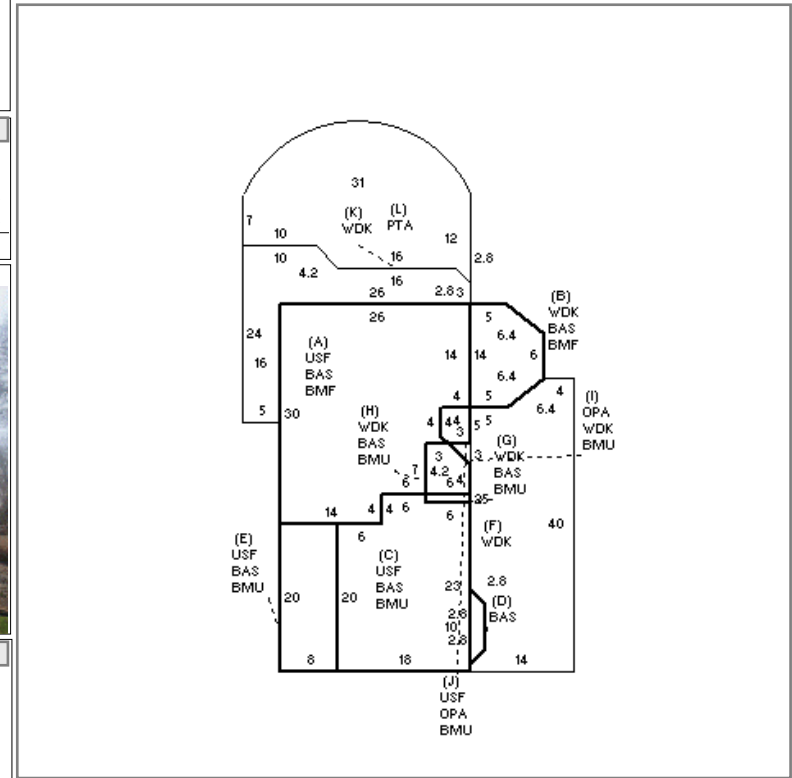 31
(K)
WDK
(L)
PTA
7
10
12
10
16
2.8
4.2
16
26
2.8
3
(B)
WDK
BAS
BMF
26
5
24
(A)
USF
BAS
BMF
6.4
14
14
6
16
6.4
4
5
4
(I)
OPA
WDK
BMU
5
30
(H)
WDK
BAS
BMU
4
4
4
5
5
6.4
3
(G)
WDK
BAS
BMU
3
3
7
4.2
6
6
4
14
4
4
6
6
(F)
WDK
40
(E)
USF
BAS
BMU
6
(C)
USF
BAS
BMU
23
2.8
(D)
BAS
20
20
2.8
10
2.8
8
18
14
(J)
USF
OPA
BMU